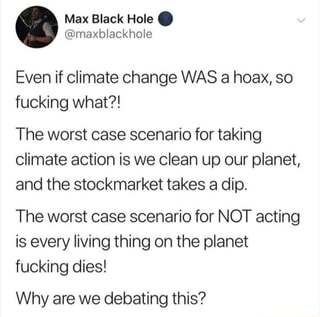 Max Black Hole
@maxblackhole
Even if climate change WAS a hoax, so
fucking what?!
The worst case scenario for taking
climate action is we clean up our planet,
and the stockmarket takes a dip.
The worst case scenario for NOT acting
is every living thing on the planet
fucking dies!
Why are we debating this?